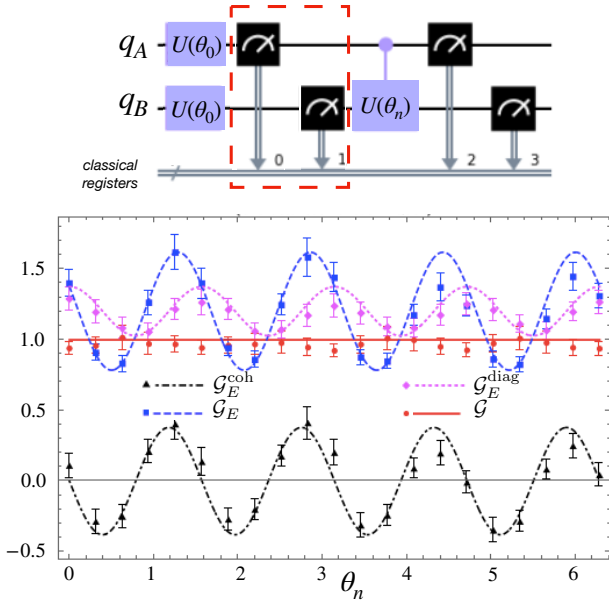 q_A U(θ_0)
q_B U(θ_0) U(θ_n)
classical
registers
0 1 2 3
1.5
1.0
0.5
0.0
−0.5
𝒢_E^coh 𝒢_E^diag
𝒢_E 𝒢
0 1 2 3 4 5 6
θ_n